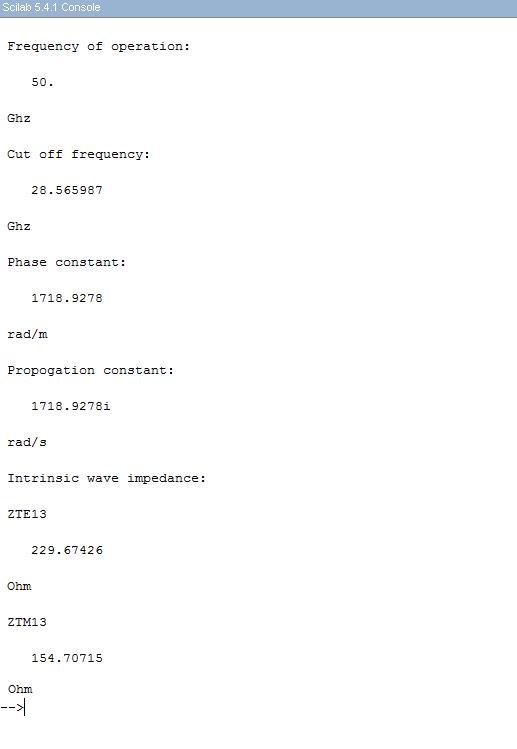 Scilab 5.4.1 Console
Frequency of operation:
50.
Ghz
Cut off frequency:
28.565987
Ghz
Phase constant:
1718.9278
rad/m
Propogation constant:
1718.9278i
rad/s
Intrinsic wave impedance:
ZTE13
229.67426
Ohm
ZTM13
154.70715
Ohm
-->